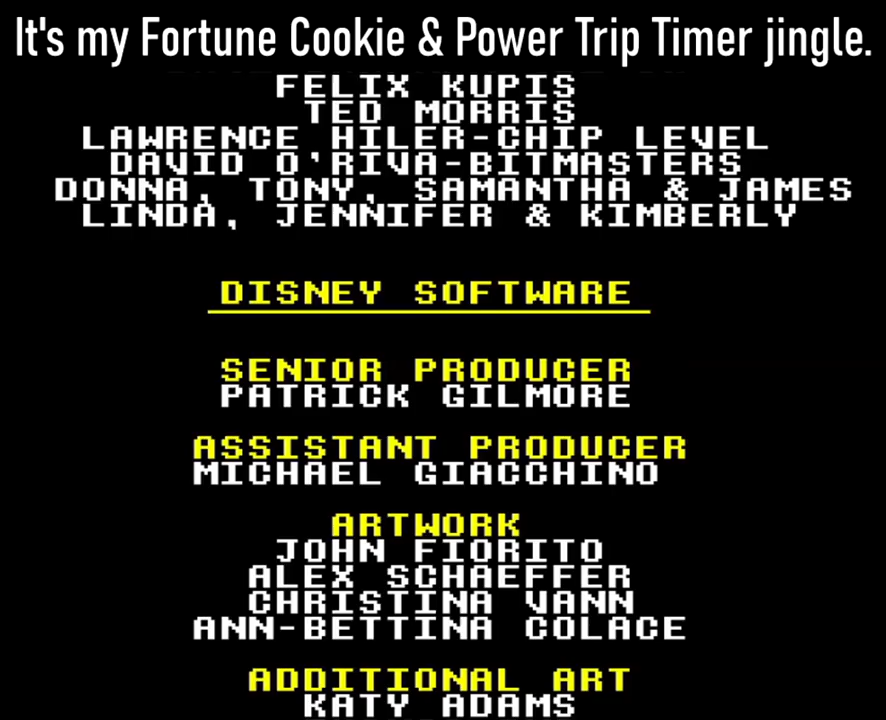 It's my Fortune Cookie & Power Trip Timer jingle.
FELIX KUPIS
TED MORRIS
LAWRENCE HILER-CHIP LEVEL
DAVID O'RIVA-BITMASTERS
DONNA, TONY, SAMANTHA & JAMES
LINDA, JENNIFER & KIMBERLY
DISNEY SOFTWARE
SENIOR PRODUCER
PATRICK GILMORE
ASSISTANT PRODUCER
MICHAEL GIACCHINO
ARTWORK
JOHN FIORITO
ALEX SCHAEFFER
CHRISTINA VANN
ANN-BETTINA COLACE
ADDITIONAL ART
KATY ADAMS